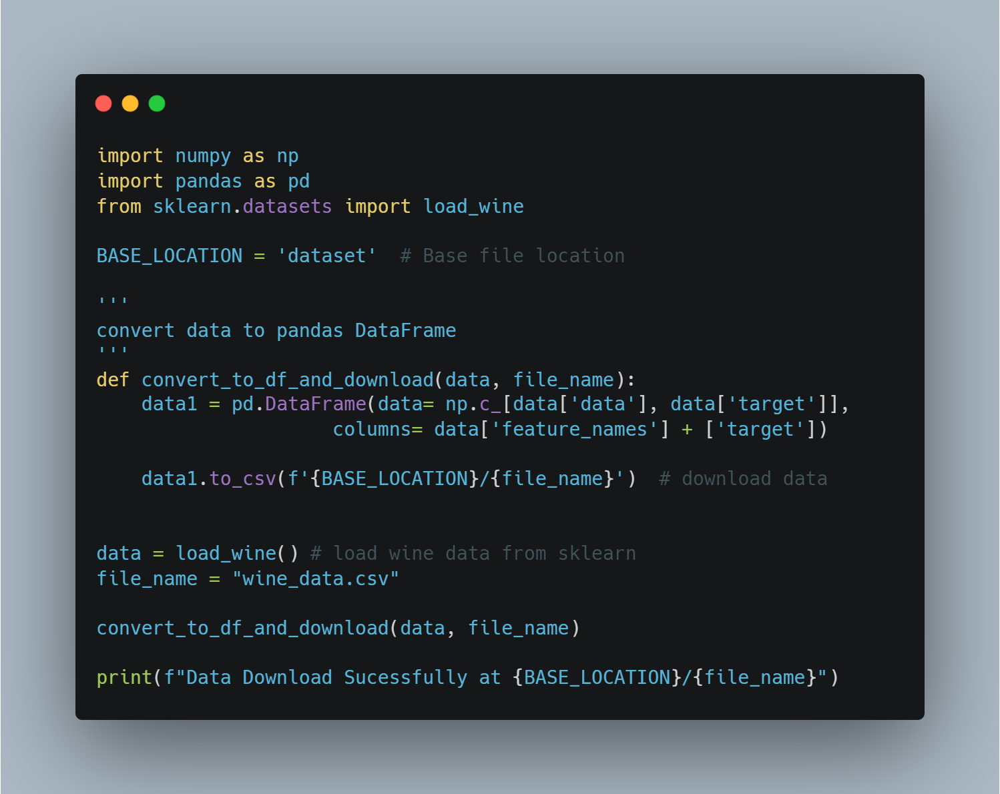 import numpy as np
import pandas as pd
from sklearn.datasets import load_wine
BASE_LOCATION = 'dataset'  # Base file location
'''
convert data to pandas DataFrame
'''
def convert_to_df_and_download(data, file_name):
    data1 = pd.DataFrame(data= np.c_[data['data'], data['target']],
                     columns= data['feature_names'] + ['target'])
    data1.to_csv(f'{BASE_LOCATION}/{file_name}')  # download data
data = load_wine() # load wine data from sklearn
file_name = "wine_data.csv"
convert_to_df_and_download(data, file_name)
print(f"Data Download Sucessfully at {BASE_LOCATION}/{file_name}")